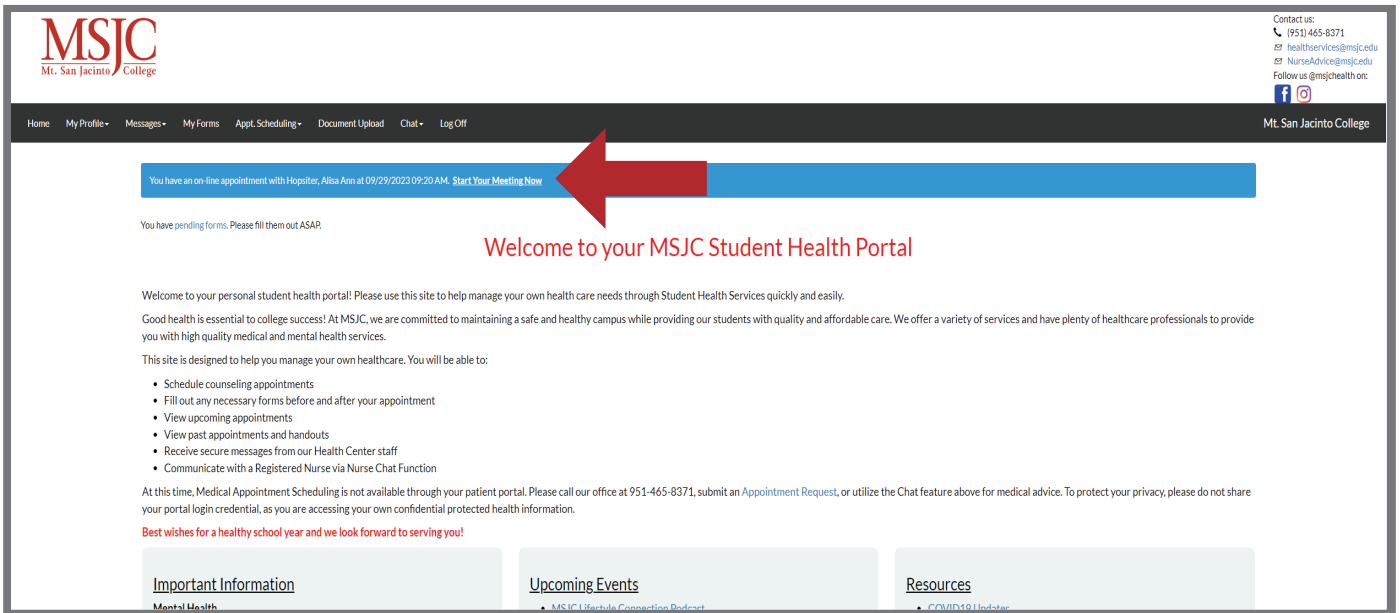 MSJC
Mt. San Jacinto College
Contact us:
(951) 465-8371
healthservices@msjc.edu
NurseAdvice@msjc.edu
Follow us @msjchealth on:
Home My Profile Messages My Forms Appt. Scheduling Document Upload Chat Log Off Mt. San Jacinto College
You have an on-line appointment with Hopsiter, Alisa Ann at 09/29/2023 09:20 AM. Start Your Meeting Now
You have pending forms. Please fill them out ASAP.
Welcome to your MSJC Student Health Portal
Welcome to your personal student health portal! Please use this site to help manage your own health care needs through Student Health Services quickly and easily.
Good health is essential to college success! At MSJC, we are committed to maintaining a safe and healthy campus while providing our students with quality and affordable care. We offer a variety of services and have plenty of healthcare professionals to provide
you with high quality medical and mental health services.
This site is designed to help you manage your own healthcare. You will be able to:
• Schedule counseling appointments
• Fill out any necessary forms before and after your appointment
• View upcoming appointments
• View past appointments and handouts
• Receive secure messages from our Health Center staff
• Communicate with a Registered Nurse via Nurse Chat Function
At this time, Medical Appointment Scheduling is not available through your patient portal. Please call our office at 951-465-8371, submit an Appointment Request, or utilize the Chat feature above for medical advice. To protect your privacy, please do not share
your portal login credential, as you are accessing your own confidential protected health information.
Best wishes for a healthy school year and we look forward to serving you!
Important Information
Mental Health
Upcoming Events
• MSJC Lifestyle Connection Podcast
Resources
• COVID19 Updates